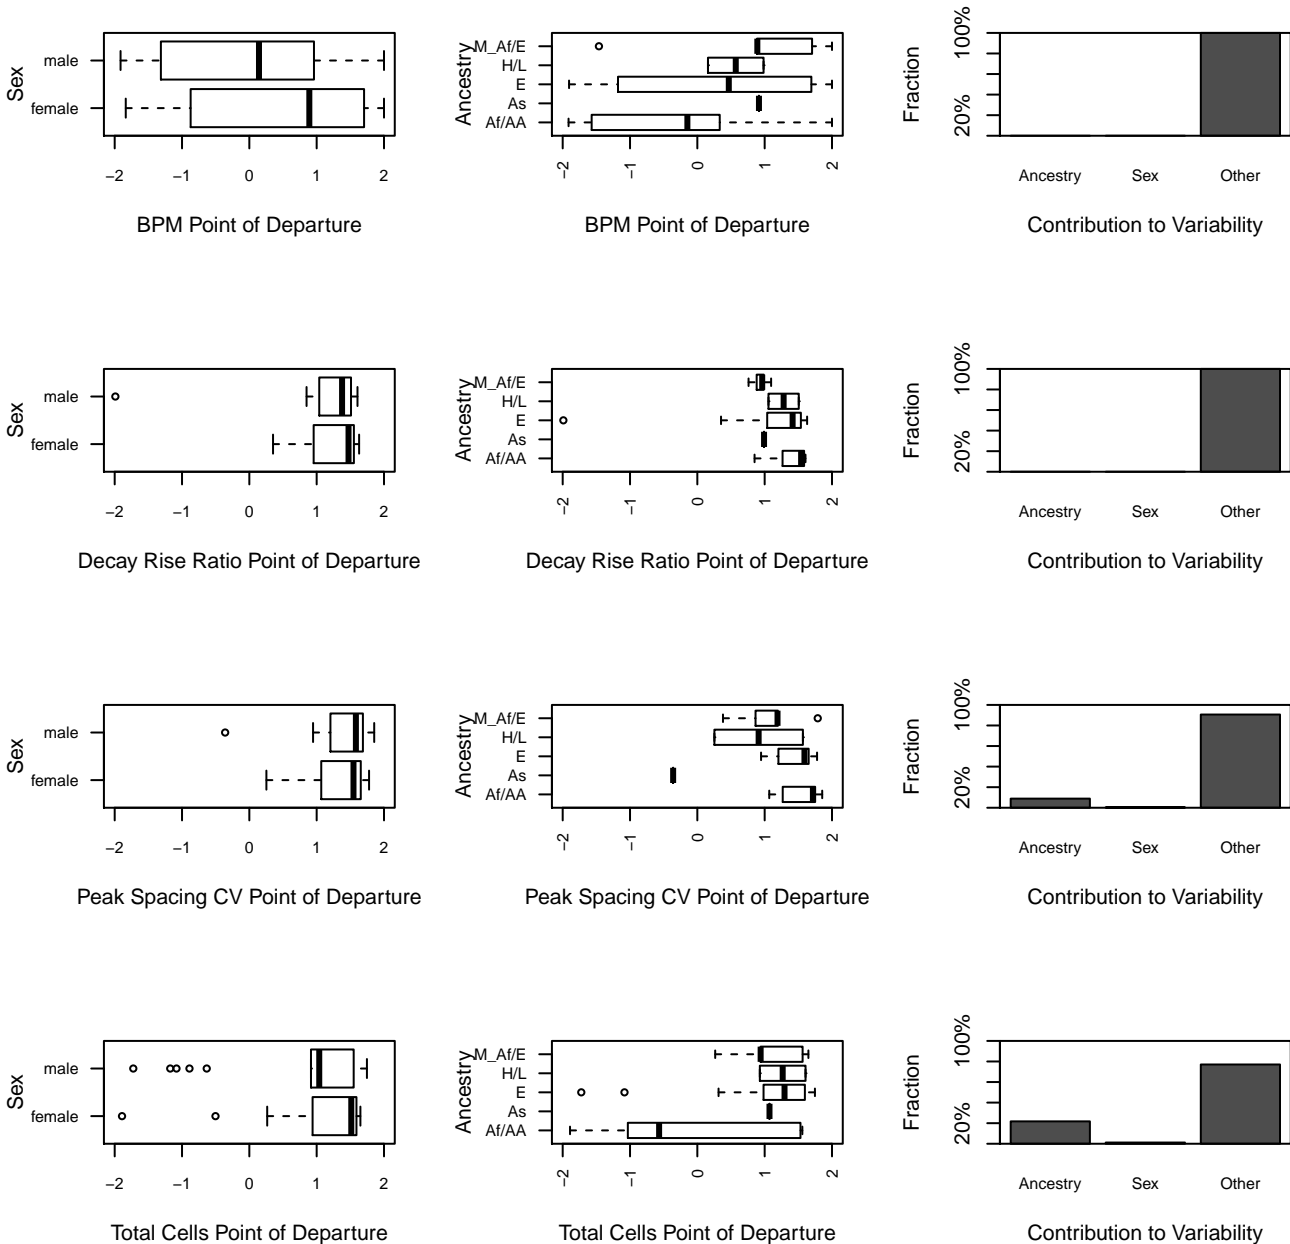 Sex
male
female
−2 −1 0 1 2
BPM Point of Departure
Ancestry
M_Af/E
H/L
E
As
Af/AA
−2 −1 0 1 2
BPM Point of Departure
Fraction
100%
20%
Ancestry Sex Other
Contribution to Variability
Sex
male
female
−2 −1 0 1 2
Decay Rise Ratio Point of Departure
Ancestry
M_Af/E
H/L
E
As
Af/AA
−2 −1 0 1 2
Decay Rise Ratio Point of Departure
Fraction
100%
20%
Ancestry Sex Other
Contribution to Variability
Sex
male
female
−2 −1 0 1 2
Peak Spacing CV Point of Departure
Ancestry
M_Af/E
H/L
E
As
Af/AA
−2 −1 0 1 2
Peak Spacing CV Point of Departure
Fraction
100%
20%
Ancestry Sex Other
Contribution to Variability
Sex
male
female
−2 −1 0 1 2
Total Cells Point of Departure
Ancestry
M_Af/E
H/L
E
As
Af/AA
−2 −1 0 1 2
Total Cells Point of Departure
Fraction
100%
20%
Ancestry Sex Other
Contribution to Variability